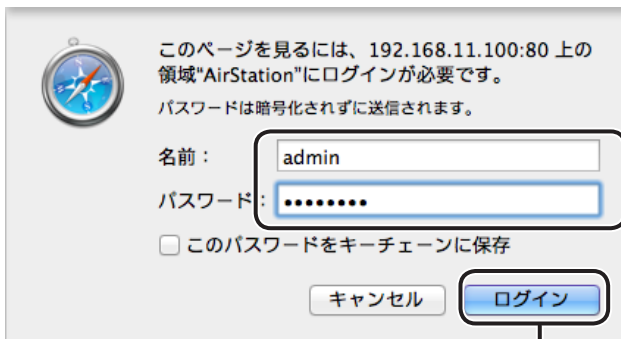 このページを見るには、192.168.11.100:80 上の
領域“AirStation”にログインが必要です。
パスワードは暗号化されずに送信されます。
名前： admin
パスワード： ••••••••
このパスワードをキーチェーンに保存
キャンセル ログイン